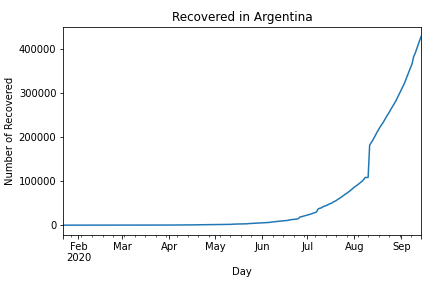 Recovered in Argentina
Number of Recovered
400000
300000
200000
100000
0
Feb Mar Apr May Jun Jul Aug Sep
2020
Day